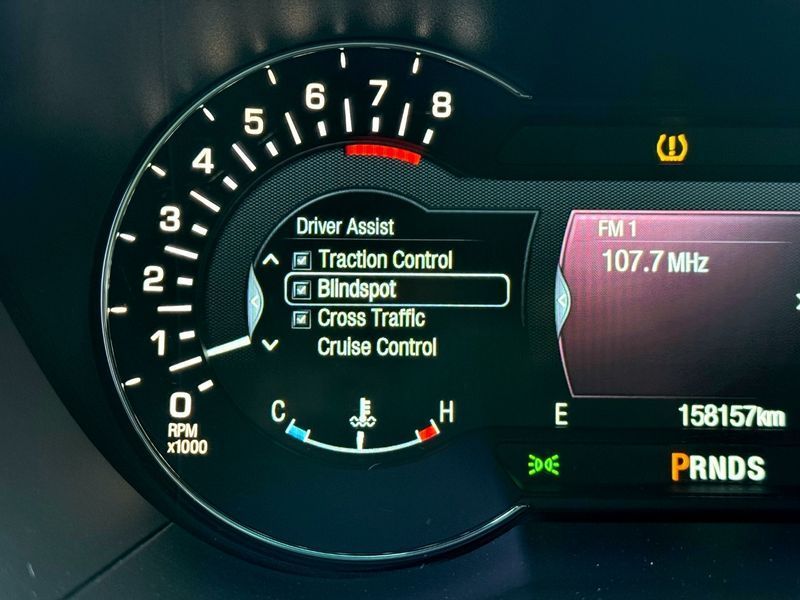 8
7
6
5
4
3
2
1
0
RPM
x1000
Driver Assist
Traction Control
Blindspot
Cross Traffic
Cruise Control
C H
FM 1
107.7 MHz
E 158157km
PRNDS